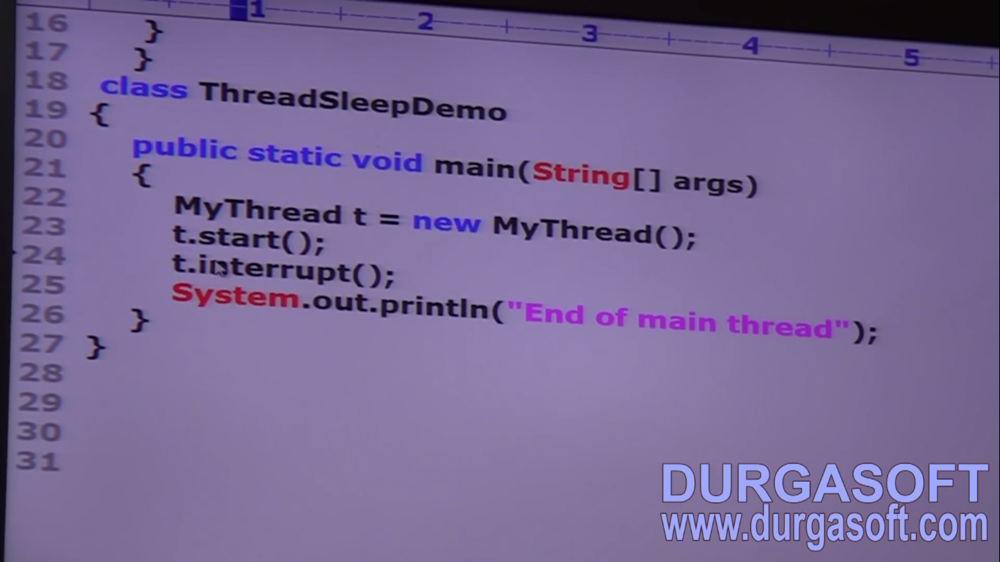 1 2 3 4 5
16 }
17 }
18 class ThreadSleepDemo
19 {
20 public static void main(String[] args)
21 {
22 MyThread t = new MyThread();
23 t.start();
24 t.interrupt();
25 System.out.println("End of main thread");
26 }
27 }
28
29
30
31
DURGASOFT
www.durgasoft.com